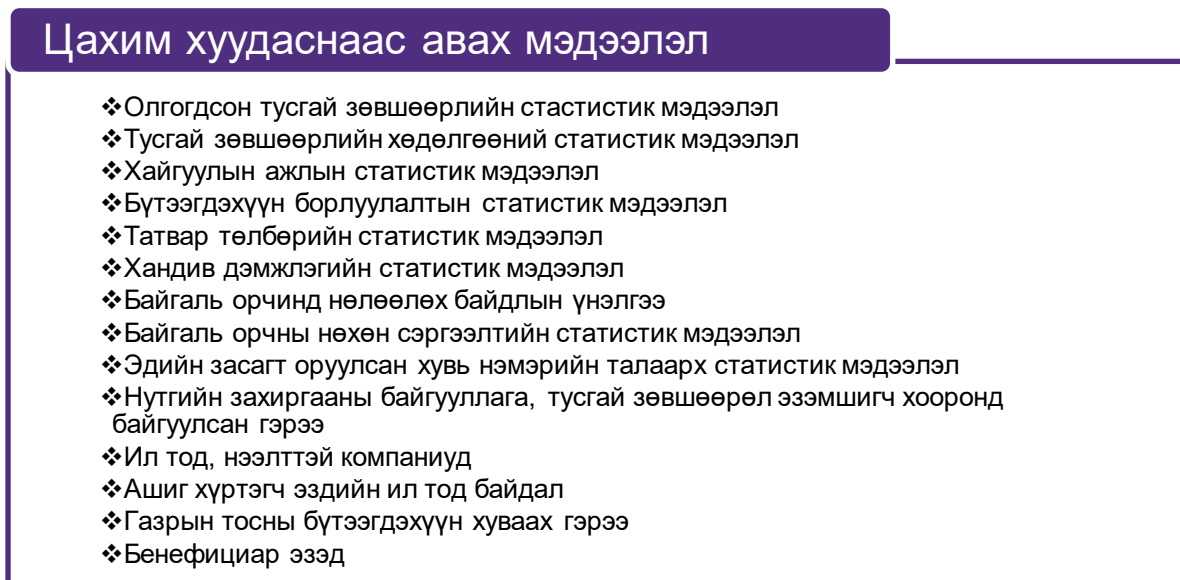 Цахим хуудаснаас авах мэдээлэл
❖Олгогдсон тусгай зөвшөөрлийн стастистик мэдээлэл
❖Тусгай зөвшөөрлийн хөдөлгөөний статистик мэдээлэл
❖Хайгуулын ажлын статистик мэдээлэл
❖Бүтээгдэхүүн борлуулалтын статистик мэдээлэл
❖Татвар төлбөрийн статистик мэдээлэл
❖Хандив дэмжлэгийн статистик мэдээлэл
❖Байгаль орчинд нөлөөлөх байдлын үнэлгээ
❖Байгаль орчны нөхөн сэргээлтийн статистик мэдээлэл
❖Эдийн засагт оруулсан хувь нэмэрийн талаарх статистик мэдээлэл
❖Нутгийн захиргааны байгууллага, тусгай зөвшөөрөл эзэмшигч хооронд
байгуулсан гэрээ
❖Ил тод, нээлттэй компаниуд
❖Ашиг хүртэгч эздийн ил тод байдал
❖Газрын тосны бүтээгдэхүүн хуваах гэрээ
❖Бенефициар эзэд